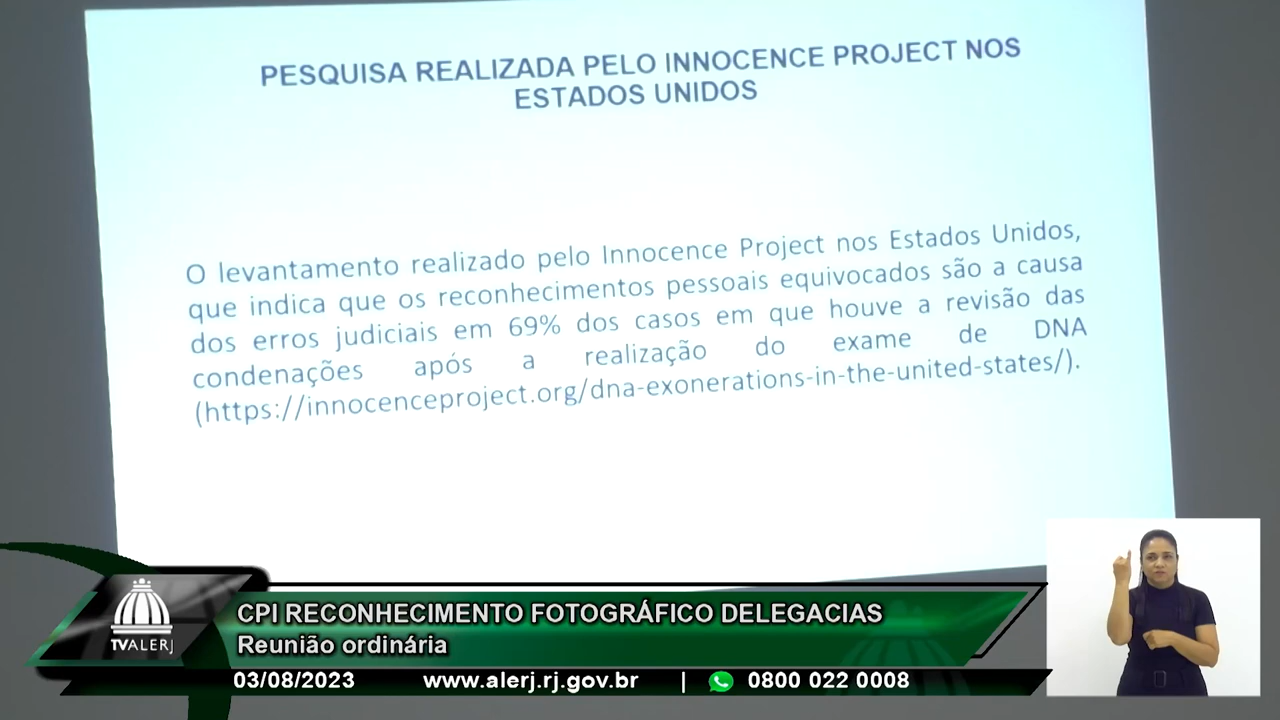 PESQUISA REALIZADA PELO INNOCENCE PROJECT NOS
ESTADOS UNIDOS
O levantamento realizado pelo Innocence Project nos Estados Unidos,
que indica que os reconhecimentos pessoais equivocados são a causa
dos erros judiciais em 69% dos casos em que houve a revisão das
condenações após a realização do exame de DNA
(https://innocenceproject.org/dna-exonerations-in-the-united-states/).
CPI RECONHECIMENTO FOTOGRÁFICO DELEGACIAS
Reunião ordinária
TVALERJ
03/08/2023 www.alerj.rj.gov.br | 0800 022 0008